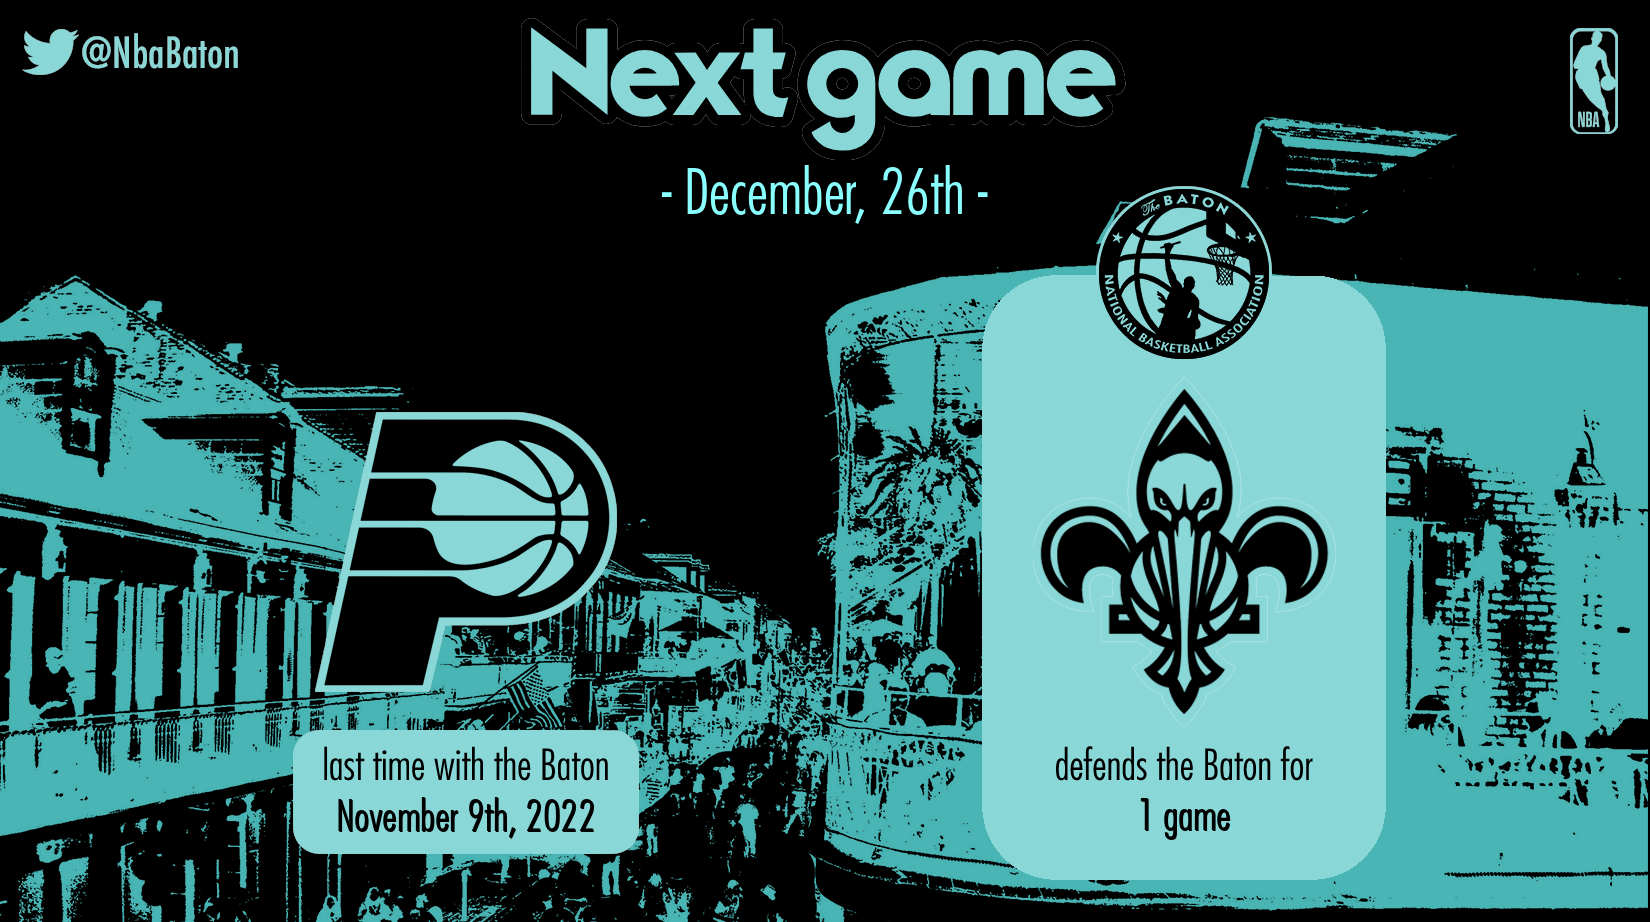 @NbaBaton
Next game
NBA
- December, 26th -
The BATON
NATIONAL BASKETBALL ASSOCIATION
last time with the Baton
November 9th, 2022
defends the Baton for
1 game